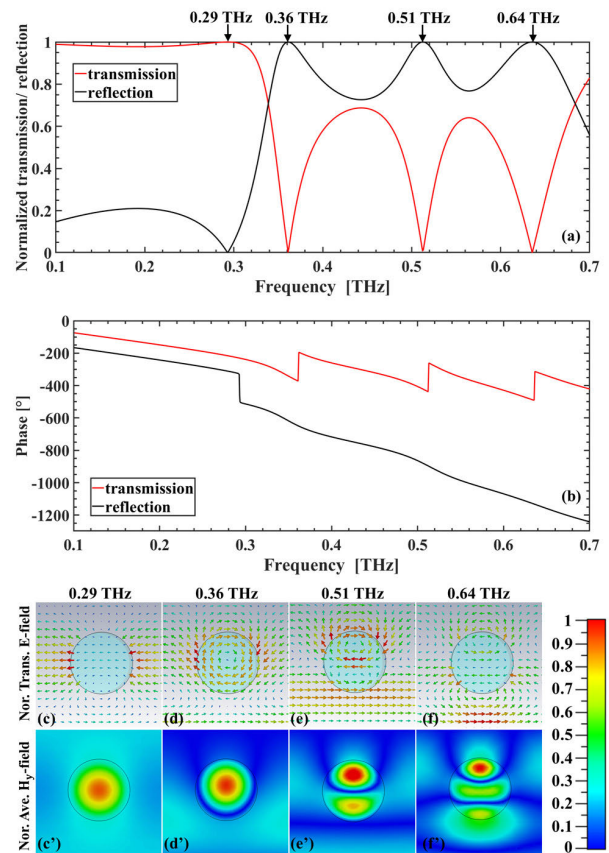 0.29 THz 0.36 THz 0.51 THz 0.64 THz
Normalized transmission/ reflection
1
0.8
0.6
0.4
0.2
0
transmission
reflection
(a)
0.1 0.2 0.3 0.4 0.5 0.6 0.7
Frequency [THz]
Phase [°]
0
-200
-400
-600
-800
-1000
-1200
transmission
reflection
(b)
0.1 0.2 0.3 0.4 0.5 0.6 0.7
Frequency [THz]
0.29 THz 0.36 THz 0.51 THz 0.64 THz
Nor. Trans. E-field
(c) (d) (e) (f)
Nor. Ave. Hy-field
(c') (d') (e') (f')
1
0.9
0.8
0.7
0.6
0.5
0.4
0.3
0.2
0.1
0